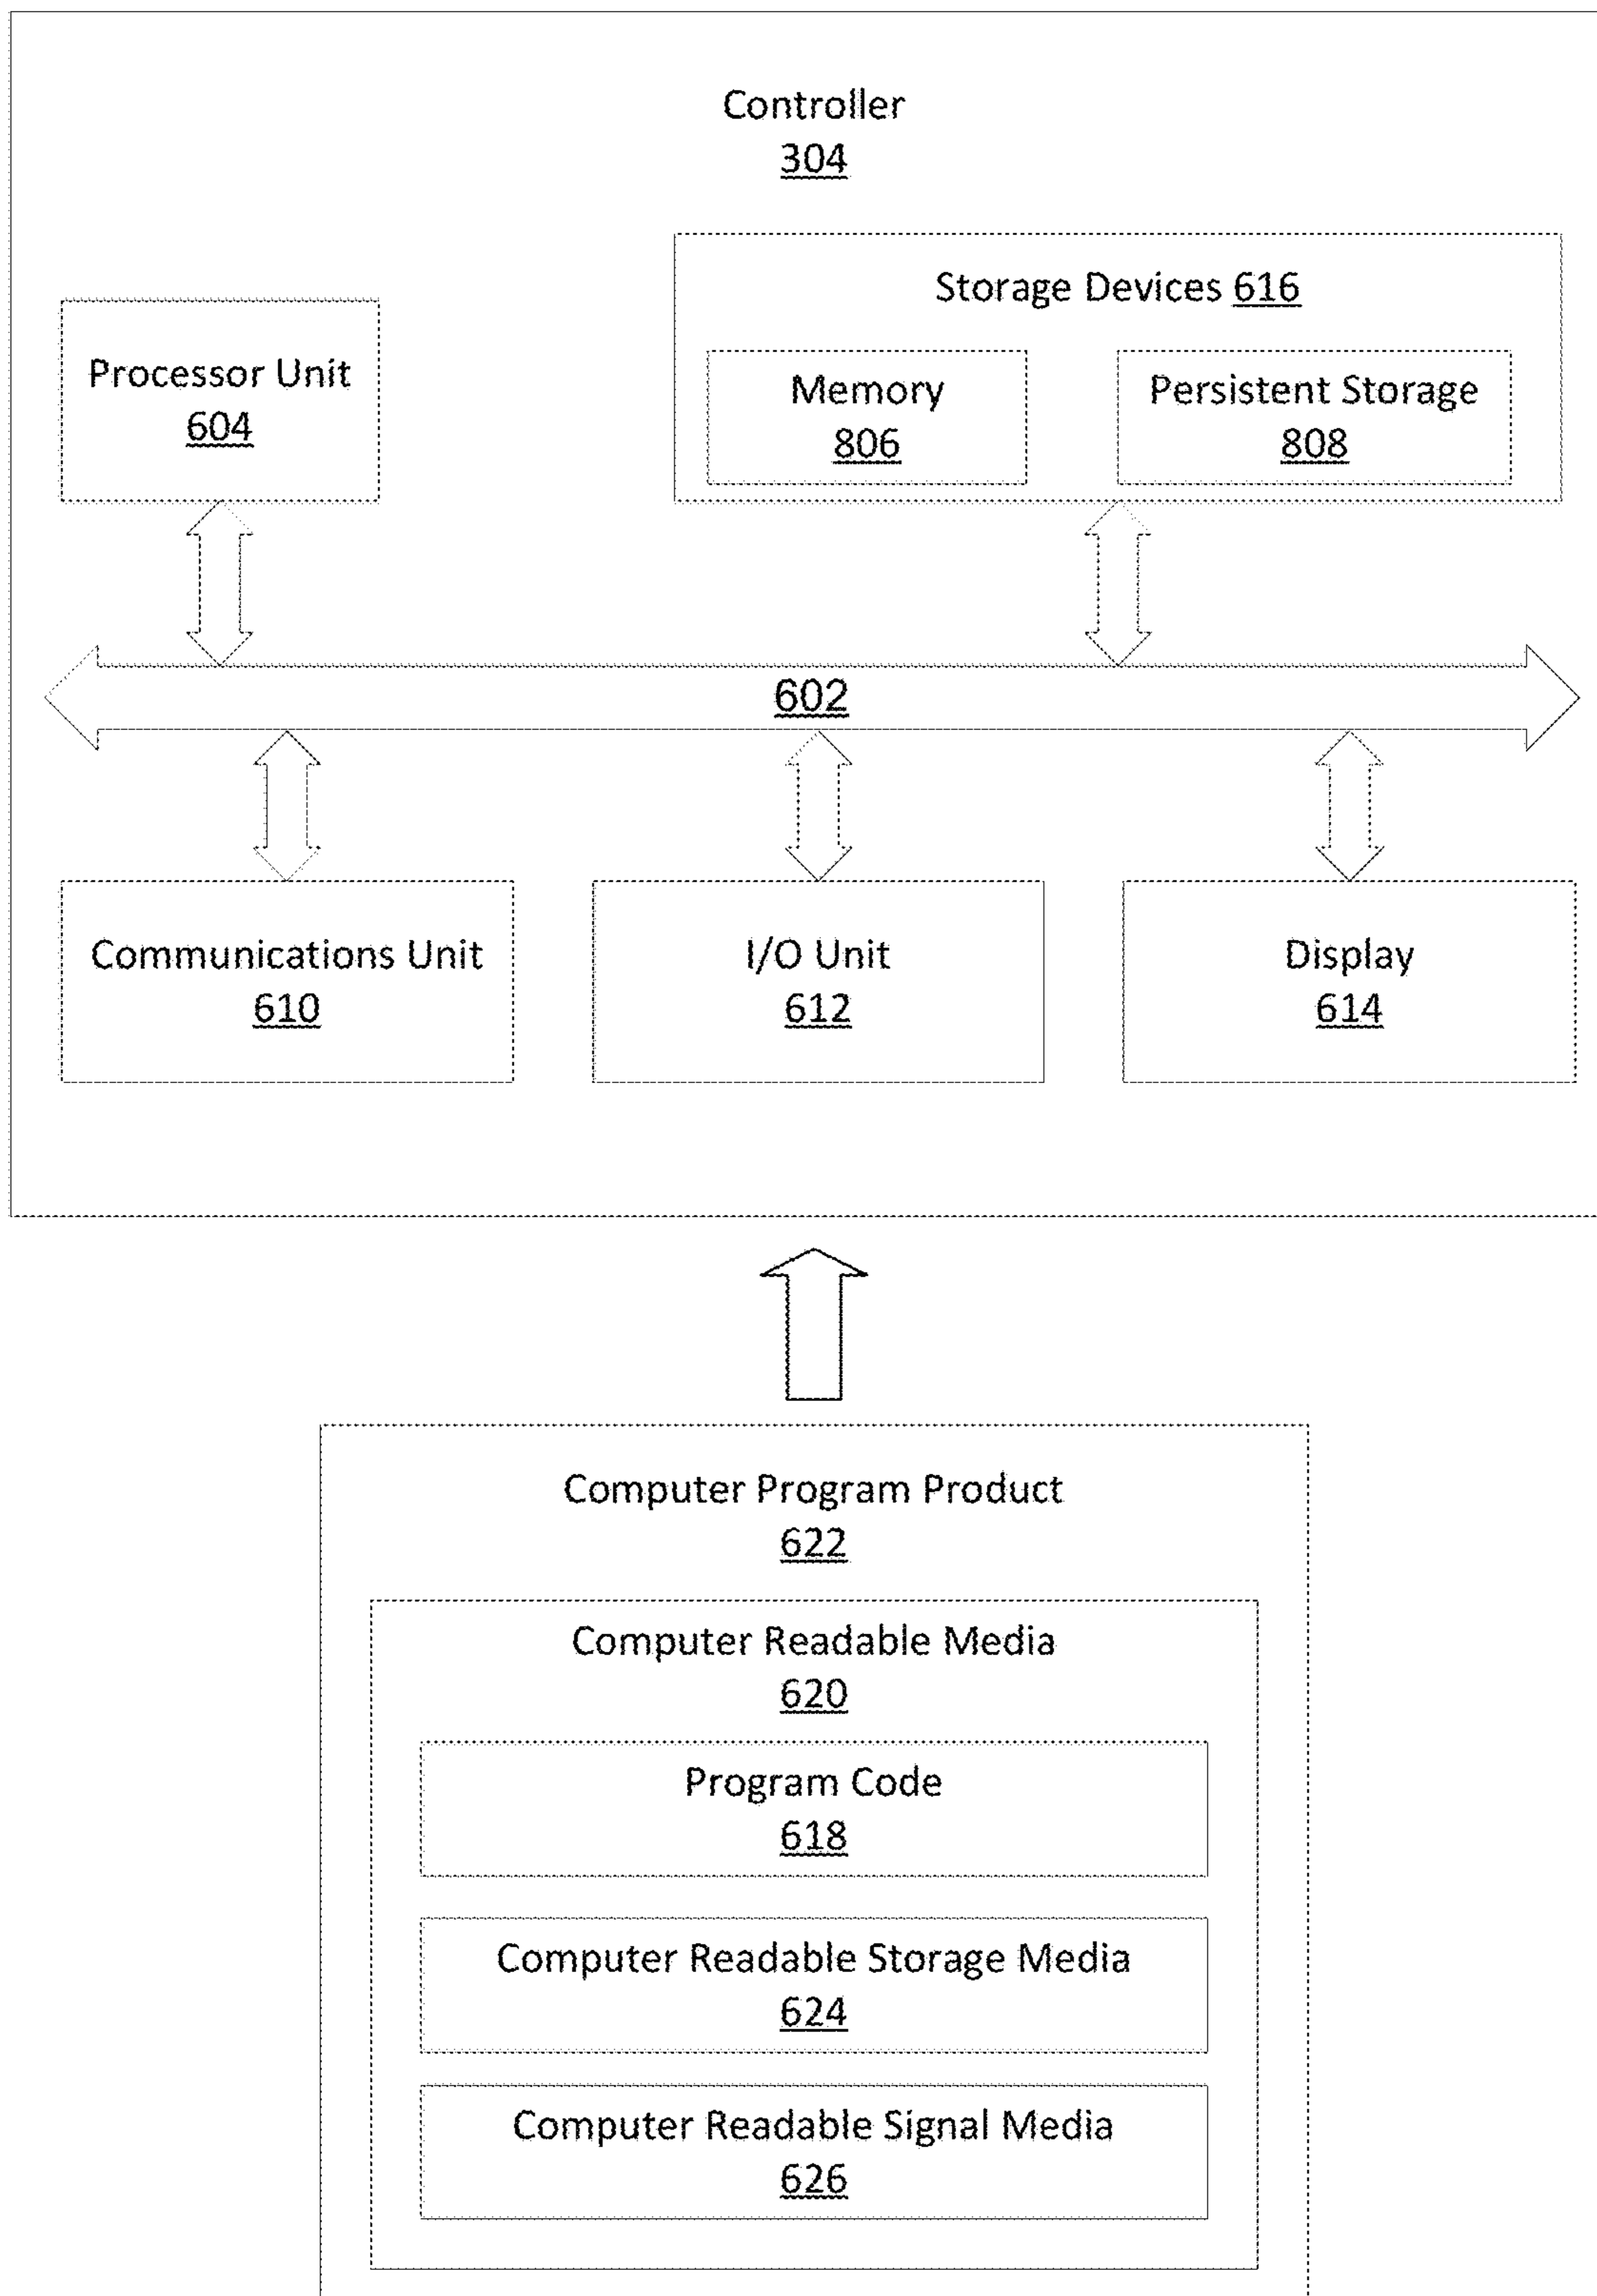 Controller
304
Storage Devices 616
Processor Unit
604
Memory
806
Persistent Storage
808
602
Communications Unit
610
I/O Unit
612
Display
614
Computer Program Product
622
Computer Readable Media
620
Program Code
618
Computer Readable Storage Media
624
Computer Readable Signal Media
626